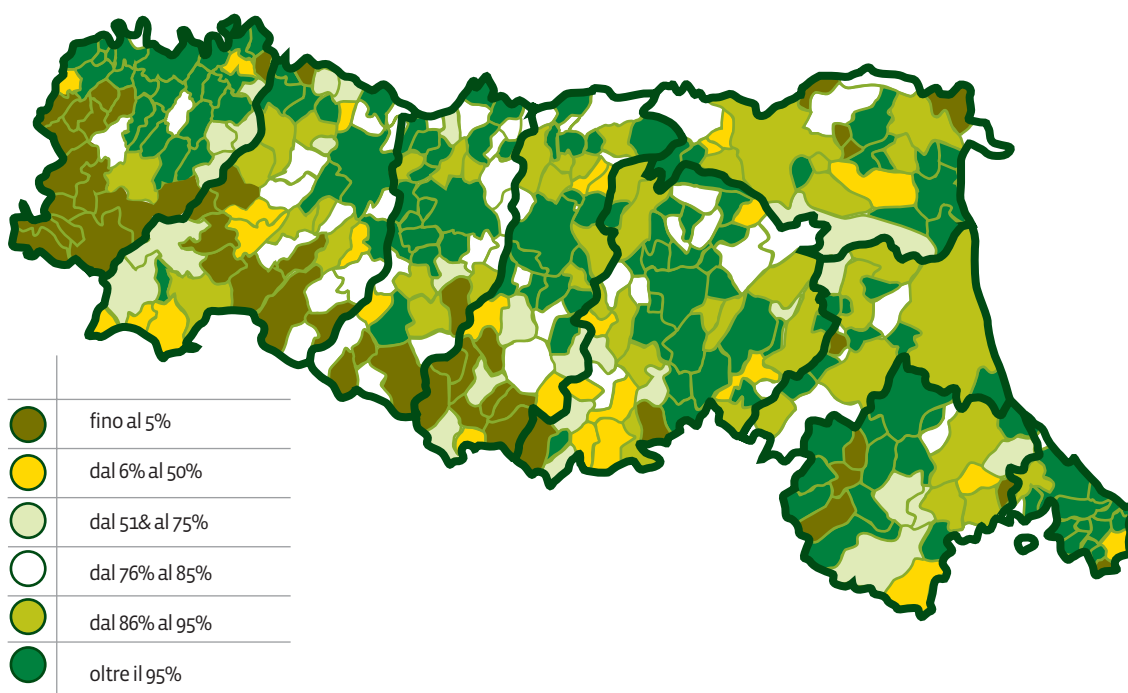 fino al 5%
dal 6% al 50%
dal 51& al 75%
dal 76% al 85%
dal 86% al 95%
oltre il 95%